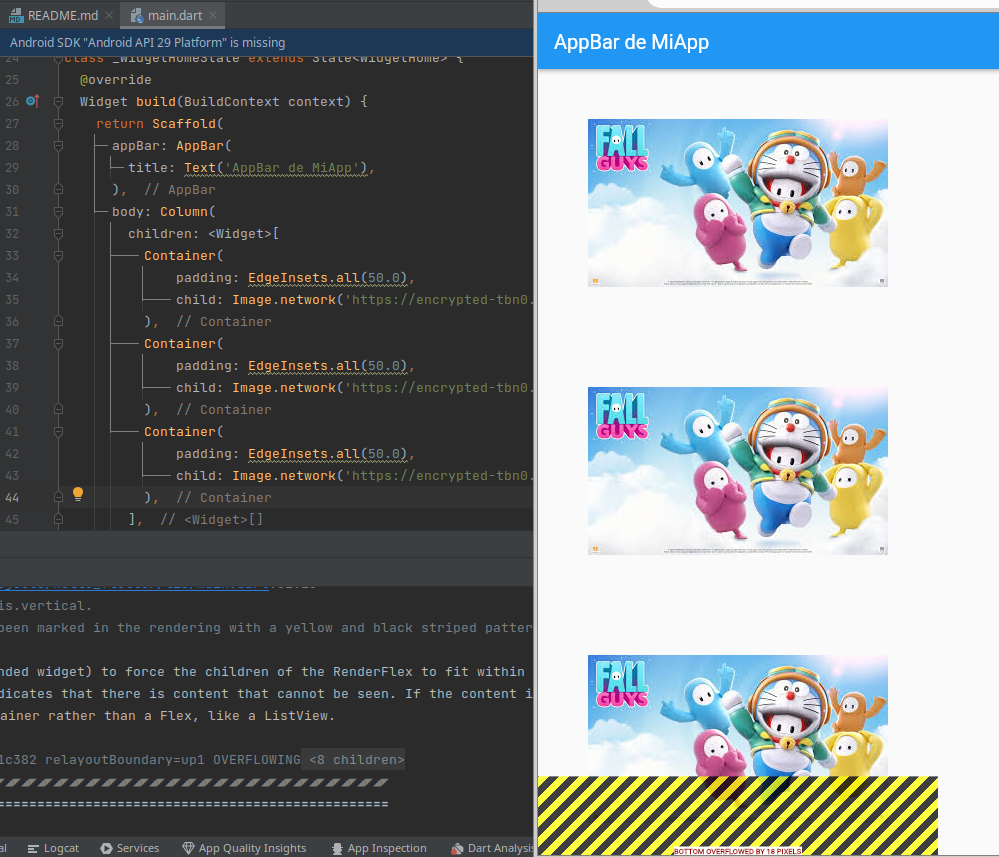 README.md
main.dart
Android SDK "Android API 29 Platform" is missing
24 class _WidgetHomeState extends State<WidgetHome> {
25 @override
26 Widget build(BuildContext context) {
27 return Scaffold(
28 appBar: AppBar(
29 title: Text('AppBar de MiApp'),
30 ), // AppBar
31 body: Column(
32 children: <Widget>[
33 Container(
34 padding: EdgeInsets.all(50.0),
35 child: Image.network('https://encrypted-tbn0.
36 ), // Container
37 Container(
38 padding: EdgeInsets.all(50.0),
39 child: Image.network('https://encrypted-tbn0.
40 ), // Container
41 Container(
42 padding: EdgeInsets.all(50.0),
43 child: Image.network('https://encrypted-tbn0.
44 ), // Container
45 ], // <Widget>[]
is.vertical.
been marked in the rendering with a yellow and black striped patter
nded widget) to force the children of the RenderFlex to fit within
dicates that there is content that cannot be seen. If the content i
ainer rather than a Flex, like a ListView.
1c382 relayoutBoundary=up1 OVERFLOWING <8 children>
================================================
al
Logcat
Services
App Quality Insights
App Inspection
Dart Analysis
AppBar de MiApp
FALL
GUYS
FALL
GUYS
FALL
GUYS
BOTTOM OVERFLOWED BY 18 PIXELS